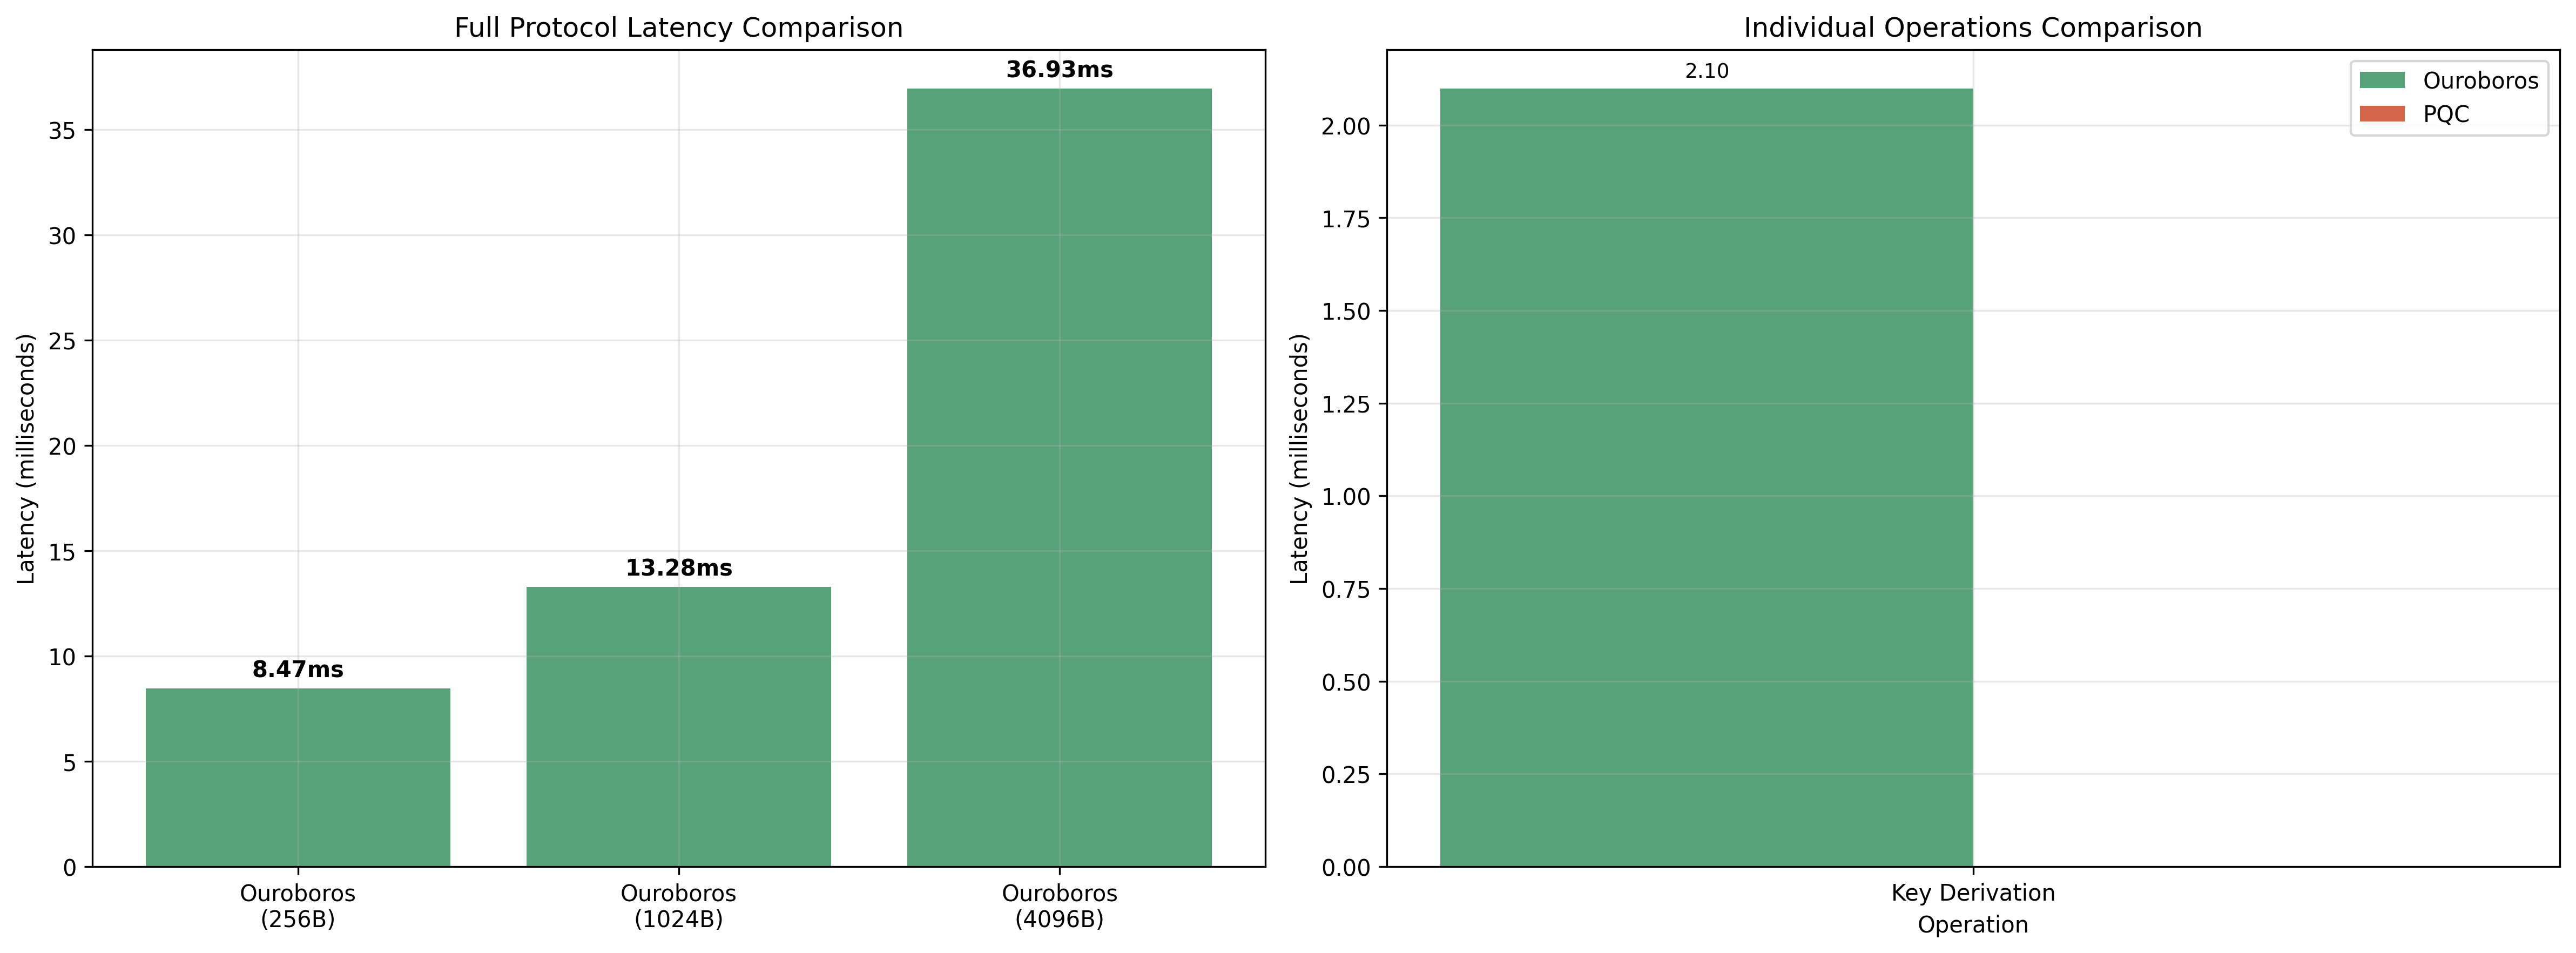 Full Protocol Latency Comparison
Latency (milliseconds)
35
30
25
20
15
10
5
0
8.47ms
13.28ms
36.93ms
Ouroboros
(256B)
Ouroboros
(1024B)
Ouroboros
(4096B)
Individual Operations Comparison
Latency (milliseconds)
2.00
1.75
1.50
1.25
1.00
0.75
0.50
0.25
0.00
2.10
Ouroboros
PQC
Key Derivation
Operation